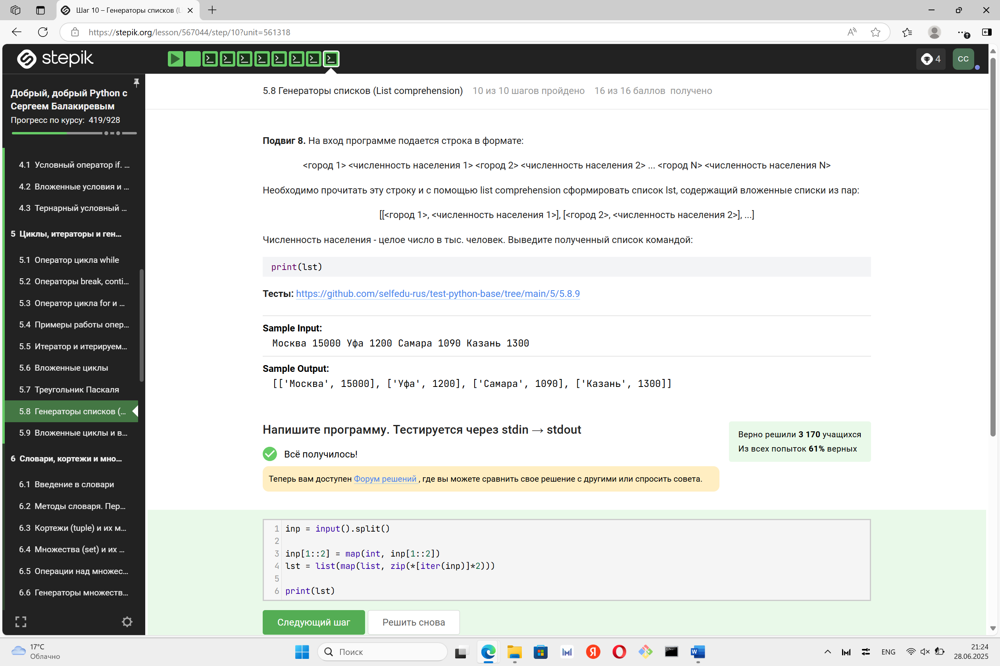 Шаг 10 – Генераторы списков (Li
https://stepik.org/lesson/567044/step/10?unit=561318
stepik
4
CC
Добрый, добрый Python с
Сергеем Балакиревым
Прогресс по курсу: 419/928
4.1 Условный оператор if. ...
4.2 Вложенные условия и ...
4.3 Тернарный условный ...
5 Циклы, итераторы и ген...
5.1 Оператор цикла while
5.2 Операторы break, conti...
5.3 Оператор цикла for и ...
5.4 Примеры работы опер...
5.5 Итератор и итерируем...
5.6 Вложенные циклы
5.7 Треугольник Паскаля
5.8 Генераторы списков (...
5.9 Вложенные циклы и в...
6 Словари, кортежи и мно...
6.1 Введение в словари
6.2 Методы словаря. Пер...
6.3 Кортежи (tuple) и их м...
6.4 Множества (set) и их ...
6.5 Операции над множес...
6.6 Генераторы множеств...
5.8 Генераторы списков (List comprehension) 10 из 10 шагов пройдено 16 из 16 баллов получено
Подвиг 8. На вход программе подается строка в формате:
<город 1> <численность населения 1> <город 2> <численность населения 2> ... <город N> <численность населения N>
Необходимо прочитать эту строку и с помощью list comprehension сформировать список lst, содержащий вложенные списки из пар:
[[<город 1>, <численность населения 1>], [<город 2>, <численность населения 2>], ...]
Численность населения - целое число в тыс. человек. Выведите полученный список командой:
print(lst)
Тесты: https://github.com/selfedu-rus/test-python-base/tree/main/5/5.8.9
Sample Input:
Москва 15000 Уфа 1200 Самара 1090 Казань 1300
Sample Output:
[['Москва', 15000], ['Уфа', 1200], ['Самара', 1090], ['Казань', 1300]]
Напишите программу. Тестируется через stdin → stdout
Верно решили 3 170 учащихся
Из всех попыток 61% верных
Всё получилось!
Теперь вам доступен Форум решений , где вы можете сравнить свое решение с другими или спросить совета.
1 inp = input().split()
2
3 inp[1::2] = map(int, inp[1::2])
4 lst = list(map(list, zip(*[iter(inp)]*2)))
5
6 print(lst)
Следующий шаг
Решить снова
17°C
Облачно
Поиск
ENG
21:24
28.06.2025